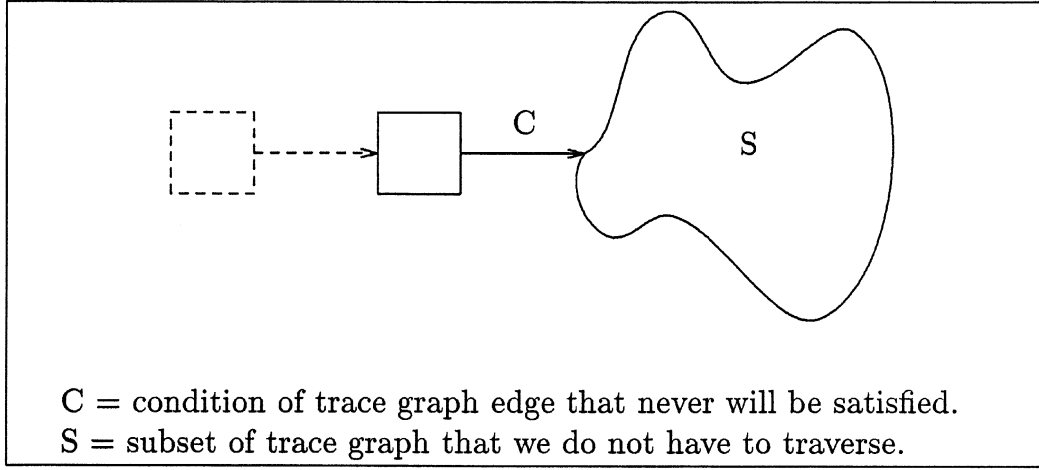 C
S
C = condition of trace graph edge that never will be satisfied.
S = subset of trace graph that we do not have to traverse.